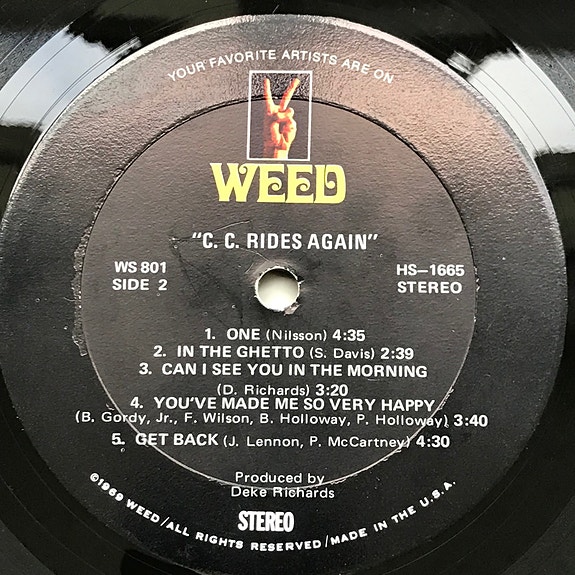 YOUR FAVORITE ARTISTS ARE ON
WEED
"C. C. RIDES AGAIN"
WS 801
SIDE 2
HS–1665
STEREO
1. ONE (Nilsson) 4:35
2. IN THE GHETTO (S. Davis) 2:39
3. CAN I SEE YOU IN THE MORNING
(D. Richards) 3:20
4. YOU'VE MADE ME SO VERY HAPPY
(B. Gordy, Jr., F. Wilson, B. Holloway, P. Holloway) 3:40
5. GET BACK (J. Lennon, P. McCartney) 4:30
Produced by
Deke Richards
STEREO
©1969 WEED/ALL RIGHTS RESERVED/MADE IN THE U.S.A.